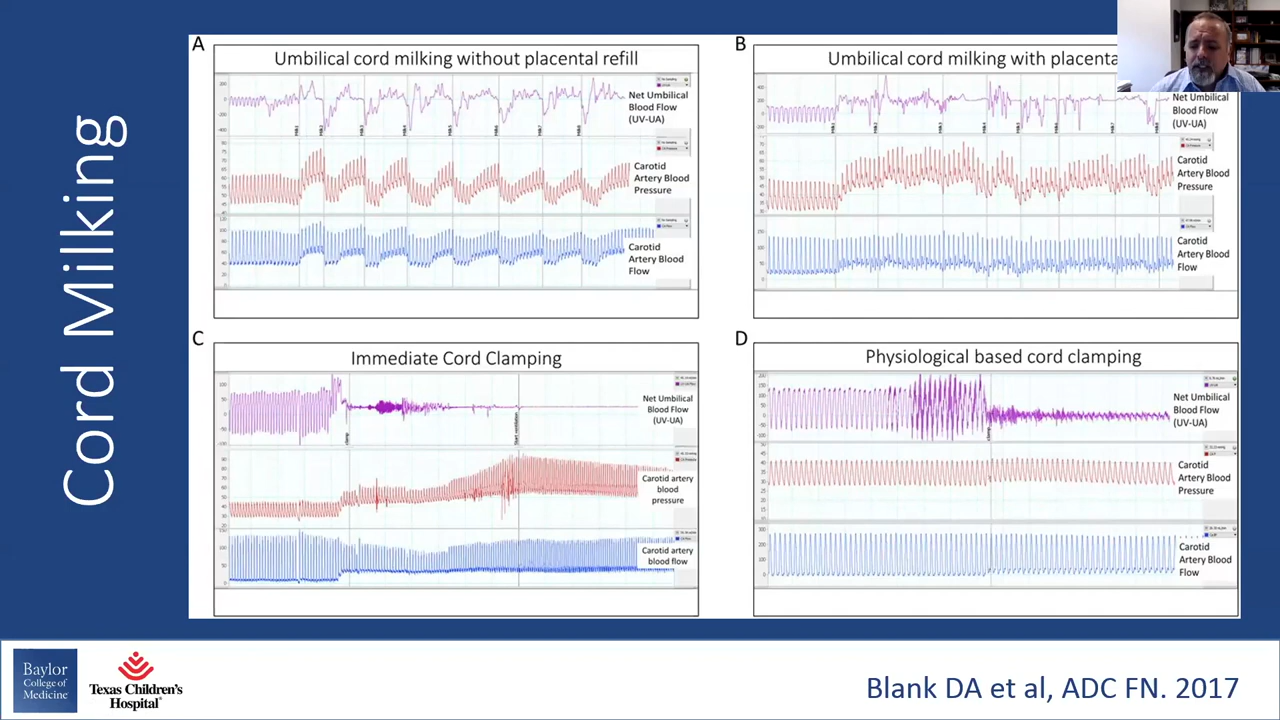 Cord Milking
A
Umbilical cord milking without placental refill
Net Umbilical
Blood Flow
(UV-UA)
Carotid
Artery Blood
Pressure
Carotid
Artery Blood
Flow
B
Umbilical cord milking with placenta
Net Umbilical
Blood Flow
(UV-UA)
Carotid
Artery Blood
Pressure
Carotid
Artery Blood
Flow
C
Immediate Cord Clamping
Net Umbilical
Blood Flow
(UV-UA)
Carotid artery
blood
pressure
Carotid artery
blood flow
D
Physiological based cord clamping
Net Umbilical
Blood Flow
(UV-UA)
Carotid
Artery Blood
Pressure
Carotid
Artery Blood
Flow
Baylor
College of
Medicine
Texas Children's
Hospital
Blank DA et al, ADC FN. 2017